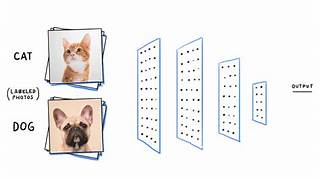 CAT
(LABELED
PHOTOS)
DOG
OUTPUT